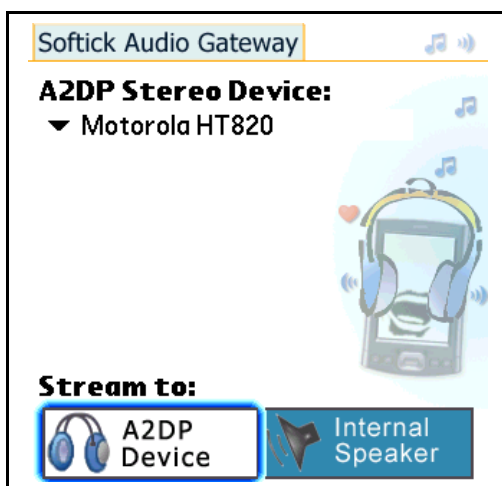 Softick Audio Gateway
A2DP Stereo Device:
Motorola HT820
Stream to:
A2DP
Device
Internal
Speaker